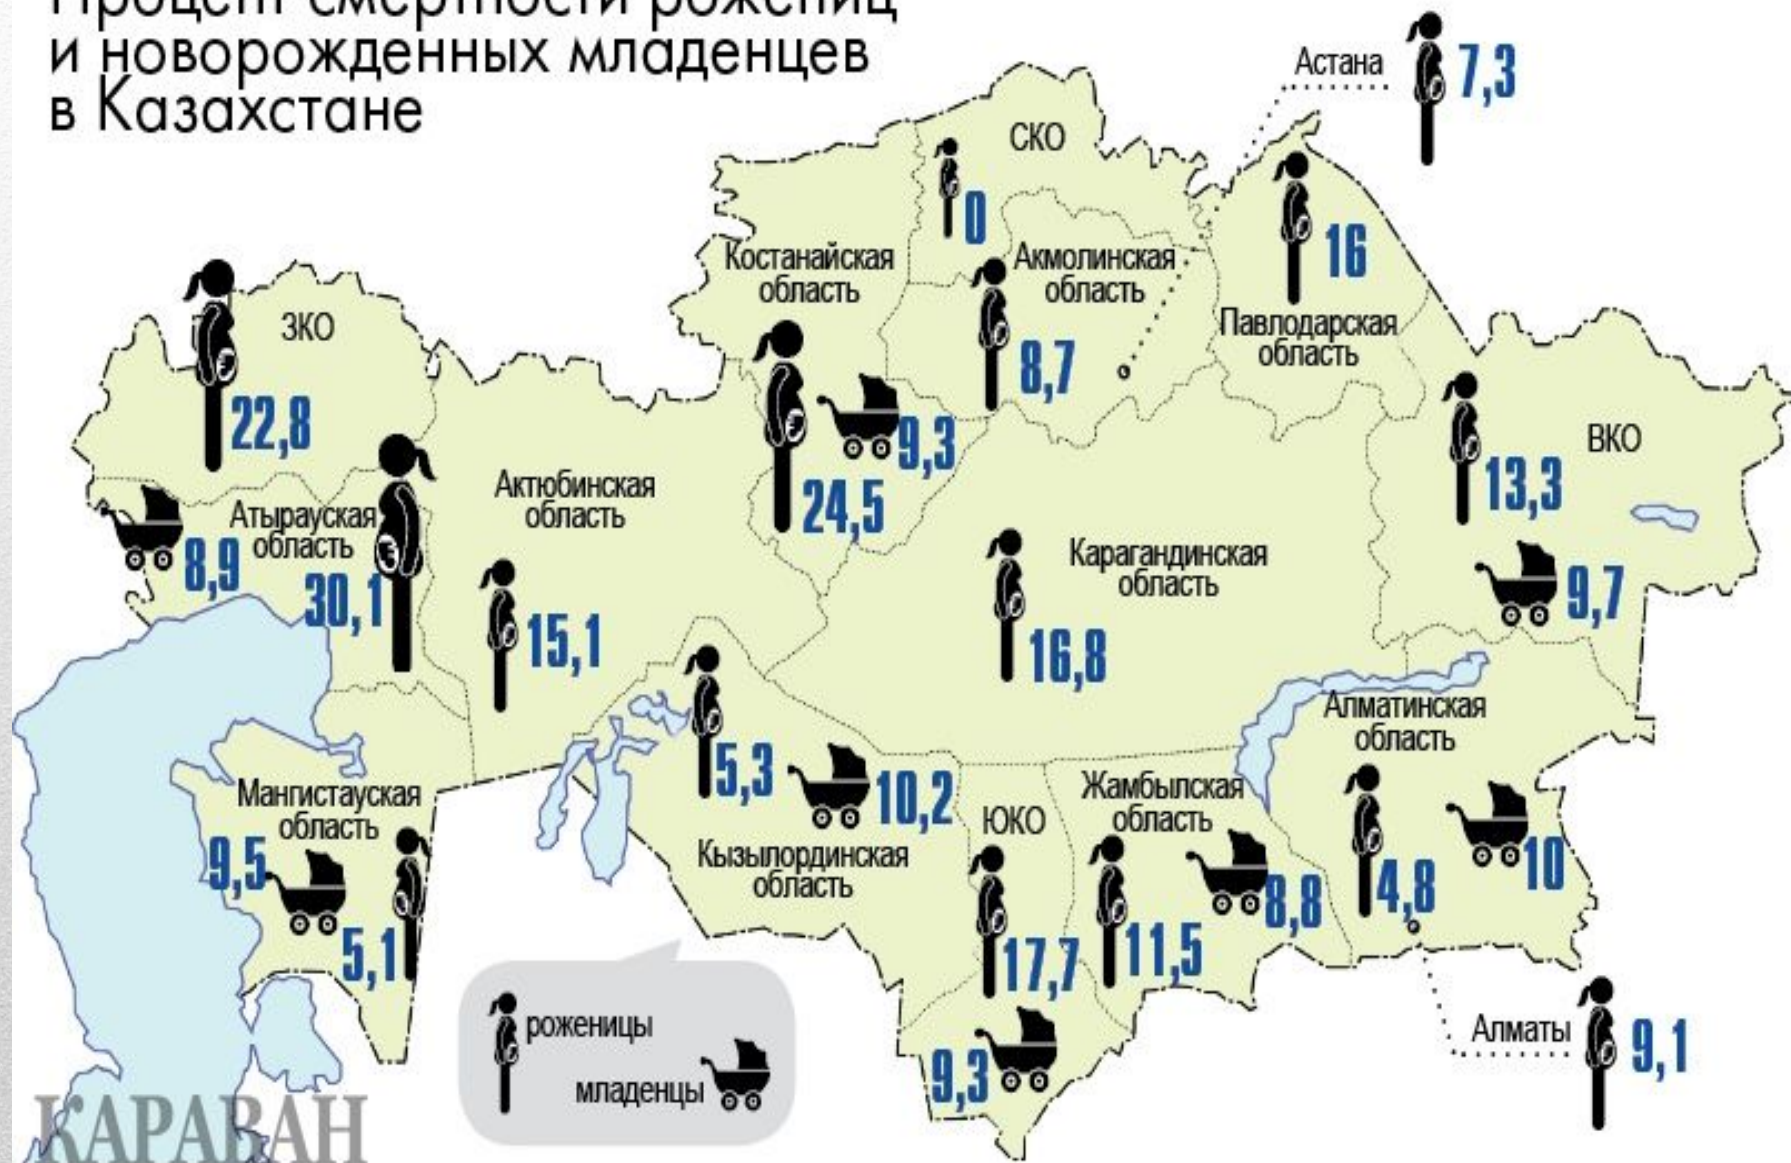 Процент смертности рожениц
и новорожденных младенцев
в Казахстане
Астана
7,3
СКО
0
Костанайская
область
9,3
24,5
Акмолинская
область
8,7
16
Павлодарская
область
ЗКО
22,8
ВКО
13,3
9,7
Атырауская
область
8,9
30,1
Актюбинская
область
15,1
Карагандинская
область
16,8
Алматинская
область
4,8
10
Мангистауская
область
9,5
5,1
5,3
10,2
Кызылординская
область
ЮКО
17,7
9,3
Жамбылская
область
11,5
8,8
Алматы
9,1
роженицы
младенцы
КАРАВАН